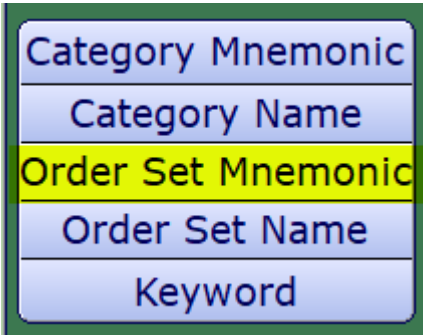 Category Mnemonic
Category Name
Order Set Mnemonic
Order Set Name
Keyword